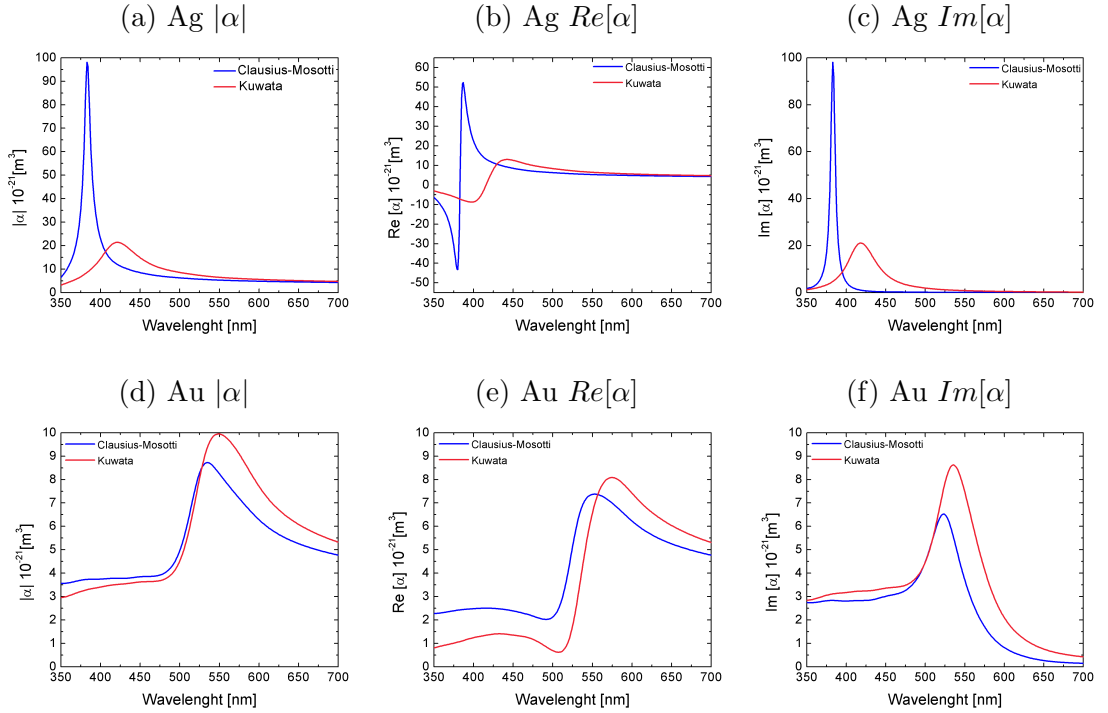 (a) Ag |α|
(b) Ag Re[α]
(c) Ag Im[α]
100
90
80
70
60
50
40
30
20
10
0
|α| 10⁻²¹[m³]
Clausius-Mosotti
Kuwata
350 400 450 500 550 600 650 700
Wavelenght [nm]
60
50
40
30
20
10
0
-10
-20
-30
-40
-50
Re [α] 10⁻²¹[m³]
Clausius-Mosotti
Kuwata
350 400 450 500 550 600 650 700
Wavelenght [nm]
100
80
60
40
20
0
Im [α] 10⁻²¹[m³]
Clausius-Mosotti
Kuwata
350 400 450 500 550 600 650 700
Wavelenght [nm]
(d) Au |α|
(e) Au Re[α]
(f) Au Im[α]
10
9
8
7
6
5
4
3
2
1
0
|α| 10⁻²¹[m³]
Clausius-Mosotti
Kuwata
350 400 450 500 550 600 650 700
Wavelenght [nm]
10
9
8
7
6
5
4
3
2
1
0
Re [α] 10⁻²¹[m³]
Clausius-Mosotti
Kuwata
350 400 450 500 550 600 650 700
Wavelenght [nm]
10
9
8
7
6
5
4
3
2
1
0
Im [α] 10⁻²¹[m³]
Clausius-Mosotti
Kuwata
350 400 450 500 550 600 650 700
Wavelenght [nm]